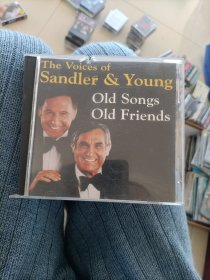 The Voices of
Sandler & Young
Old Songs
Old Friends